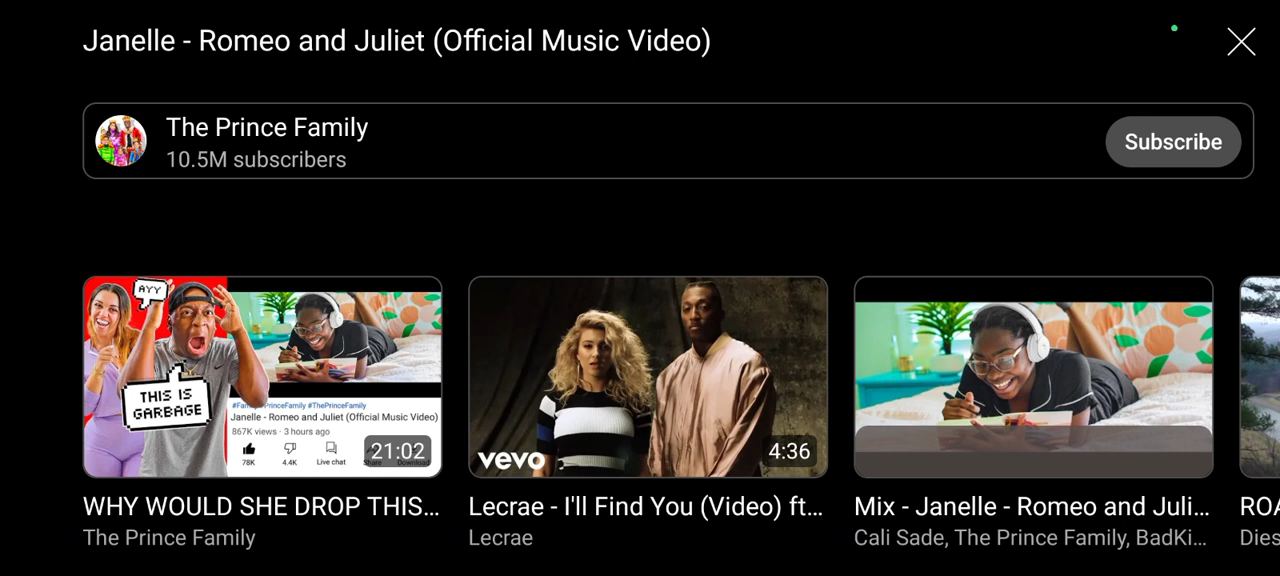 Janelle - Romeo and Juliet (Official Music Video)
The Prince Family
10.5M subscribers
Subscribe
AYY
THIS IS
GARBAGE
Janelle - Romeo and Juliet (Official Music Video)
867K views · 3 hours ago
78K
4.4K
Live chat
Share
Download
21:02
vevo
4:36
WHY WOULD SHE DROP THIS...
The Prince Family
Lecrae - I'll Find You (Video) ft...
Lecrae
Mix - Janelle - Romeo and Juli...
Cali Sade, The Prince Family, BadKi...
ROA
Dies